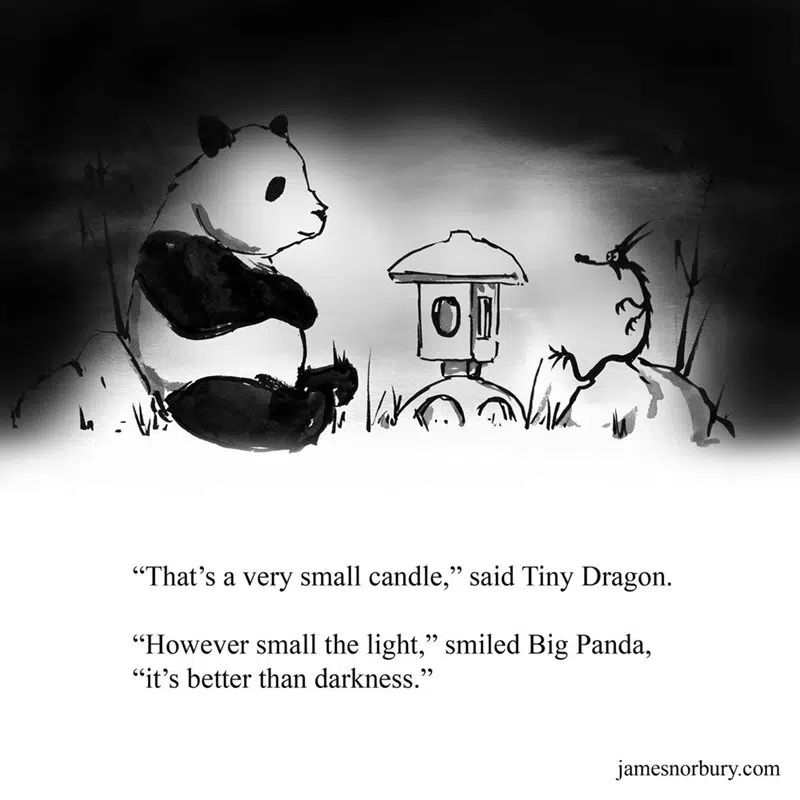 “That’s a very small candle,” said Tiny Dragon.
“However small the light,” smiled Big Panda,
“it’s better than darkness.”
jamesnorbury.com